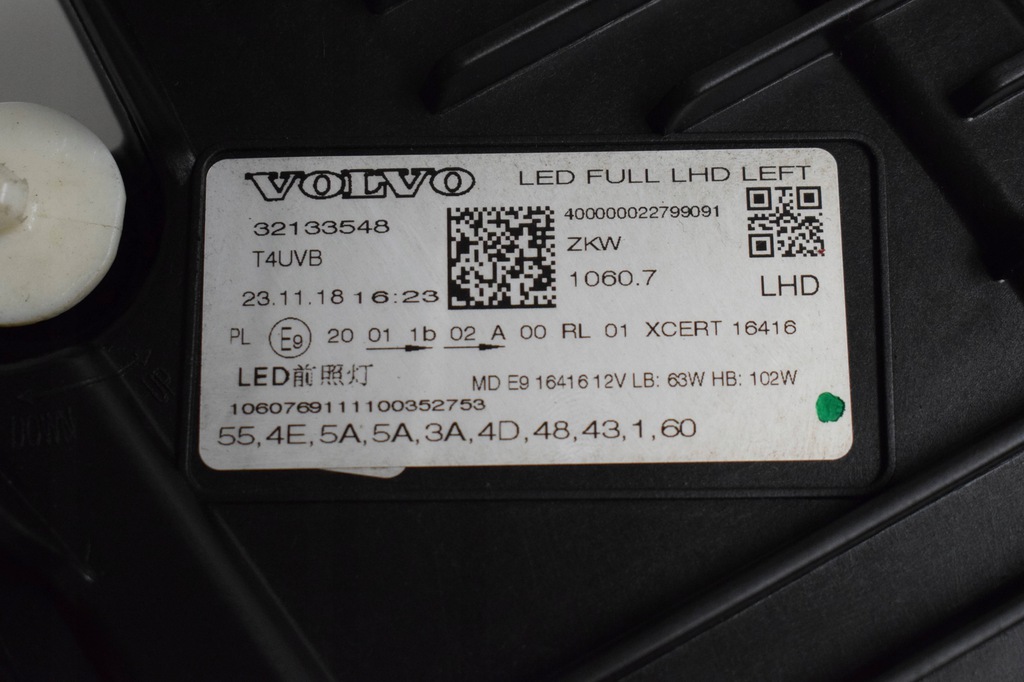 VOLVO LED FULL LHD LEFT
32133548 400000022799091
T4UVB ZKW
1060.7
23.11.18 16:23 LHD
PL E9 20 01 1b 02 A 00 RL 01 XCERT 16416
LED前照灯 MD E9 16416 12V LB: 63W HB: 102W
1060769111100352753
55,4E,5A,5A,3A,4D,48,43,1,60
DOWN